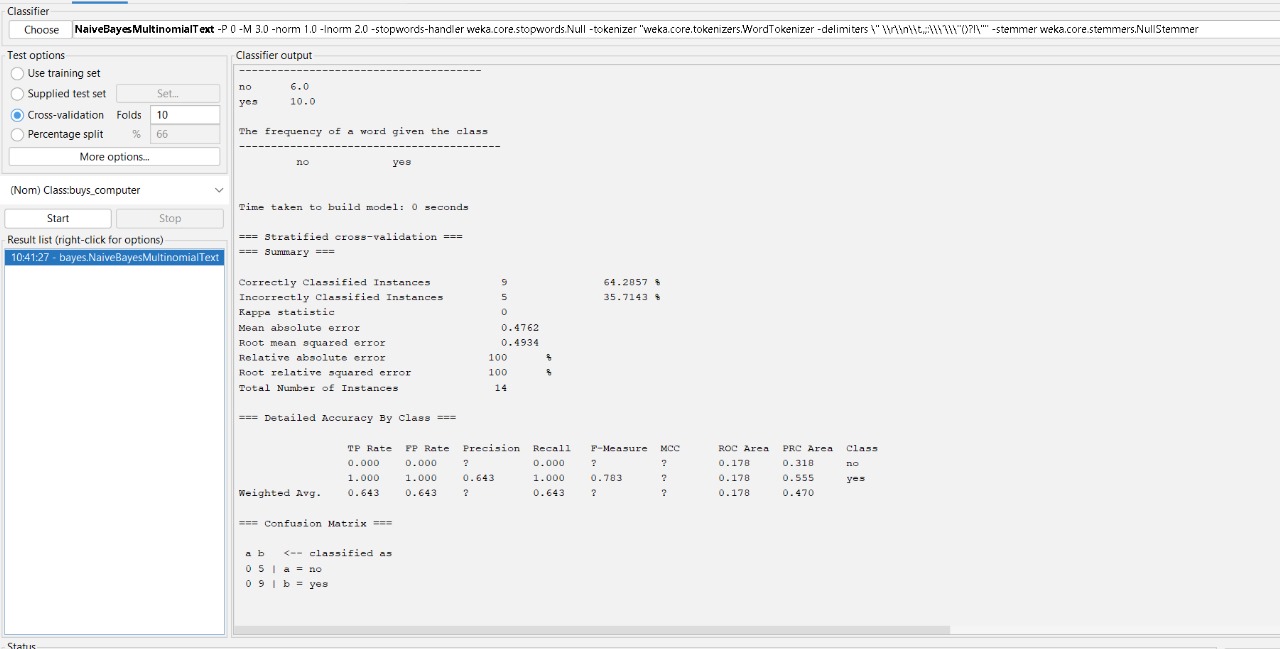 Classifier
Choose NaiveBayesMultinomialText -P 0 -M 3.0 -norm 1.0 -lnorm 2.0 -stopwords-handler weka.core.stopwords.Null -tokenizer "weka.core.tokenizers.WordTokenizer -delimiters \" \\r\\n\\t.,;:\\\'\\\"()?!\"" -stemmer weka.core.stemmers.NullStemmer
Test options
Use training set
Supplied test set Set...
Cross-validation Folds 10
Percentage split % 66
More options...
(Nom) Class:buys_computer
Start Stop
Result list (right-click for options)
10:41:27 - bayes.NaiveBayesMultinomialText
Classifier output
--------------------------------------
no 6.0
yes 10.0
The frequency of a word given the class
-----------------------------------------
no yes
Time taken to build model: 0 seconds
=== Stratified cross-validation ===
=== Summary ===
Correctly Classified Instances 9 64.2857 %
Incorrectly Classified Instances 5 35.7143 %
Kappa statistic 0
Mean absolute error 0.4762
Root mean squared error 0.4934
Relative absolute error 100 %
Root relative squared error 100 %
Total Number of Instances 14
=== Detailed Accuracy By Class ===
TP Rate FP Rate Precision Recall F-Measure MCC ROC Area PRC Area Class
0.000 0.000 ? 0.000 ? ? 0.178 0.318 no
1.000 1.000 0.643 1.000 0.783 ? 0.178 0.555 yes
Weighted Avg. 0.643 0.643 ? 0.643 ? ? 0.178 0.470
=== Confusion Matrix ===
a b <-- classified as
0 5 | a = no
0 9 | b = yes
Status